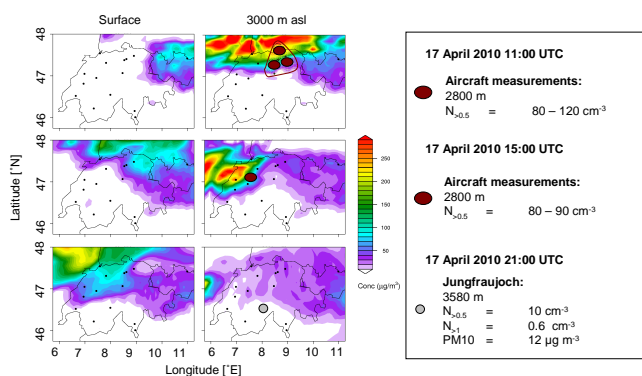 Surface
3000 m asl
48
47
46
48
47
46
48
47
46
Latitude [˚N]
6 7 8 9 10 11
6 7 8 9 10 11
Longitude [˚E]
250
150
100
50
Conc (µg/m³)
17 April 2010 11:00 UTC
Aircraft measurements:
2800 m
N>0.5 = 80 – 120 cm-3
17 April 2010 15:00 UTC
Aircraft measurements:
2800 m
N>0.5 = 80 – 90 cm-3
17 April 2010 21:00 UTC
Jungfraujoch:
3580 m
N>0.5 = 10 cm-3
N>1 = 0.6 cm-3
PM10 = 12 µg m-3